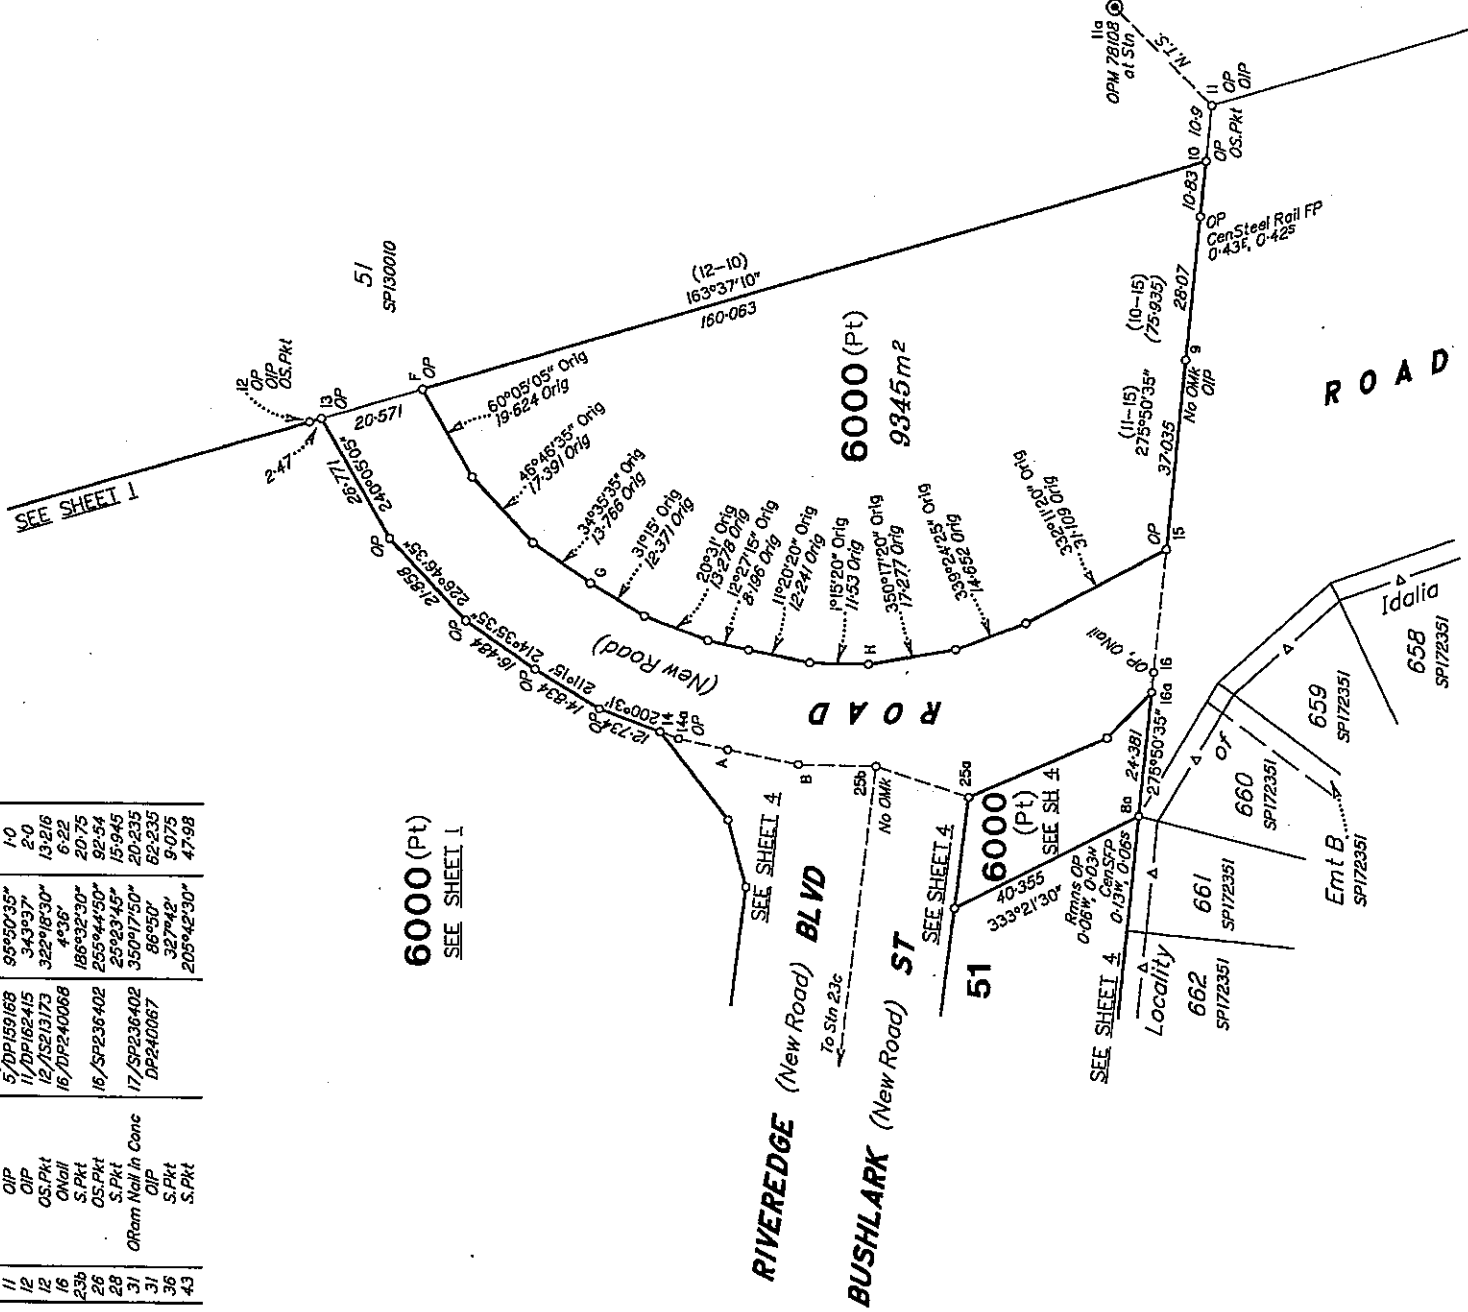 11 OIP 5/DP159168 95°50'35" 1·0
12 OIP 11/DP162415 343°37' 2·0
12 OS.Pkt 12/IS213173 322°18'30" 13·216
16 ONail 16/DP240068 4°36' 6·22
23b S.Pkt 186°32'30" 20·75
26 OS.Pkt 16/SP236402 255°44'50" 92·54
28 S.Pkt 25°23'45" 15·945
31 ORam Nail in Conc 17/SP236402 350°17'50" 20·235
31 OIP DP240067 86°50' 62·235
36 S.Pkt 327°42' 9·075
43 S.Pkt 205°42'30" 47·98
SEE SHEET 1
6000 (Pt)
SEE SHEET 1
51
SP130010
12
OP
OIP
OS.Pkt
13
OP
2·47
20·571
F
OP
240°05'05"
26·771
OP
226°46'35"
21·858
OP
214°35'35"
16·484
OP
211°15'
14·834
OP
200°31'
12·734
14
14a
OP
A
B
25b
No OMk
25a
(12–10)
163°37'10"
160·063
60°05'05" Orig
19·624 Orig
46°46'35" Orig
17·391 Orig
34°35'35" Orig
13·766 Orig
G
31°15' Orig
12·371 Orig
20°31' Orig
13·278 Orig
12°27'15" Orig
8·196 Orig
11°20'20" Orig
12·241 Orig
1°15'20" Orig
11·53 Orig
H
350°17'20" Orig
17·277 Orig
339°24'25" Orig
14·652 Orig
332°11'20" Orig
31·109 Orig
6000 (Pt)
9345m²
(New Road)
ROAD
11a
OPM 78108
at Stn
N.T.S.
11
OP
OIP
10·9
10
OP
OS.Pkt
10·83
OP
CenSteel Rail FP
0·43E, 0·42S
(10–15)
(75·935)
28·07
9
No OMk
OIP
(11–15)
275°50'35"
37·035
OP
15
ROAD
OP, ONail
16
16a
24·381
275°50'35"
8a
SEE SHEET 4
RIVEREDGE (New Road) BLVD
To Stn 23c
BUSHLARK (New Road) ST
SEE SHEET 4
51
6000
(Pt)
SEE SH 4
40·355
333°21'30"
Rmns OP
0·06W, 0·03N
CenSFP
0·13W, 0·06S
SEE SHEET 4
Locality of Idalia
662
SP172351
661
SP172351
660
SP172351
659
SP172351
658
SP172351
Emt B
SP172351